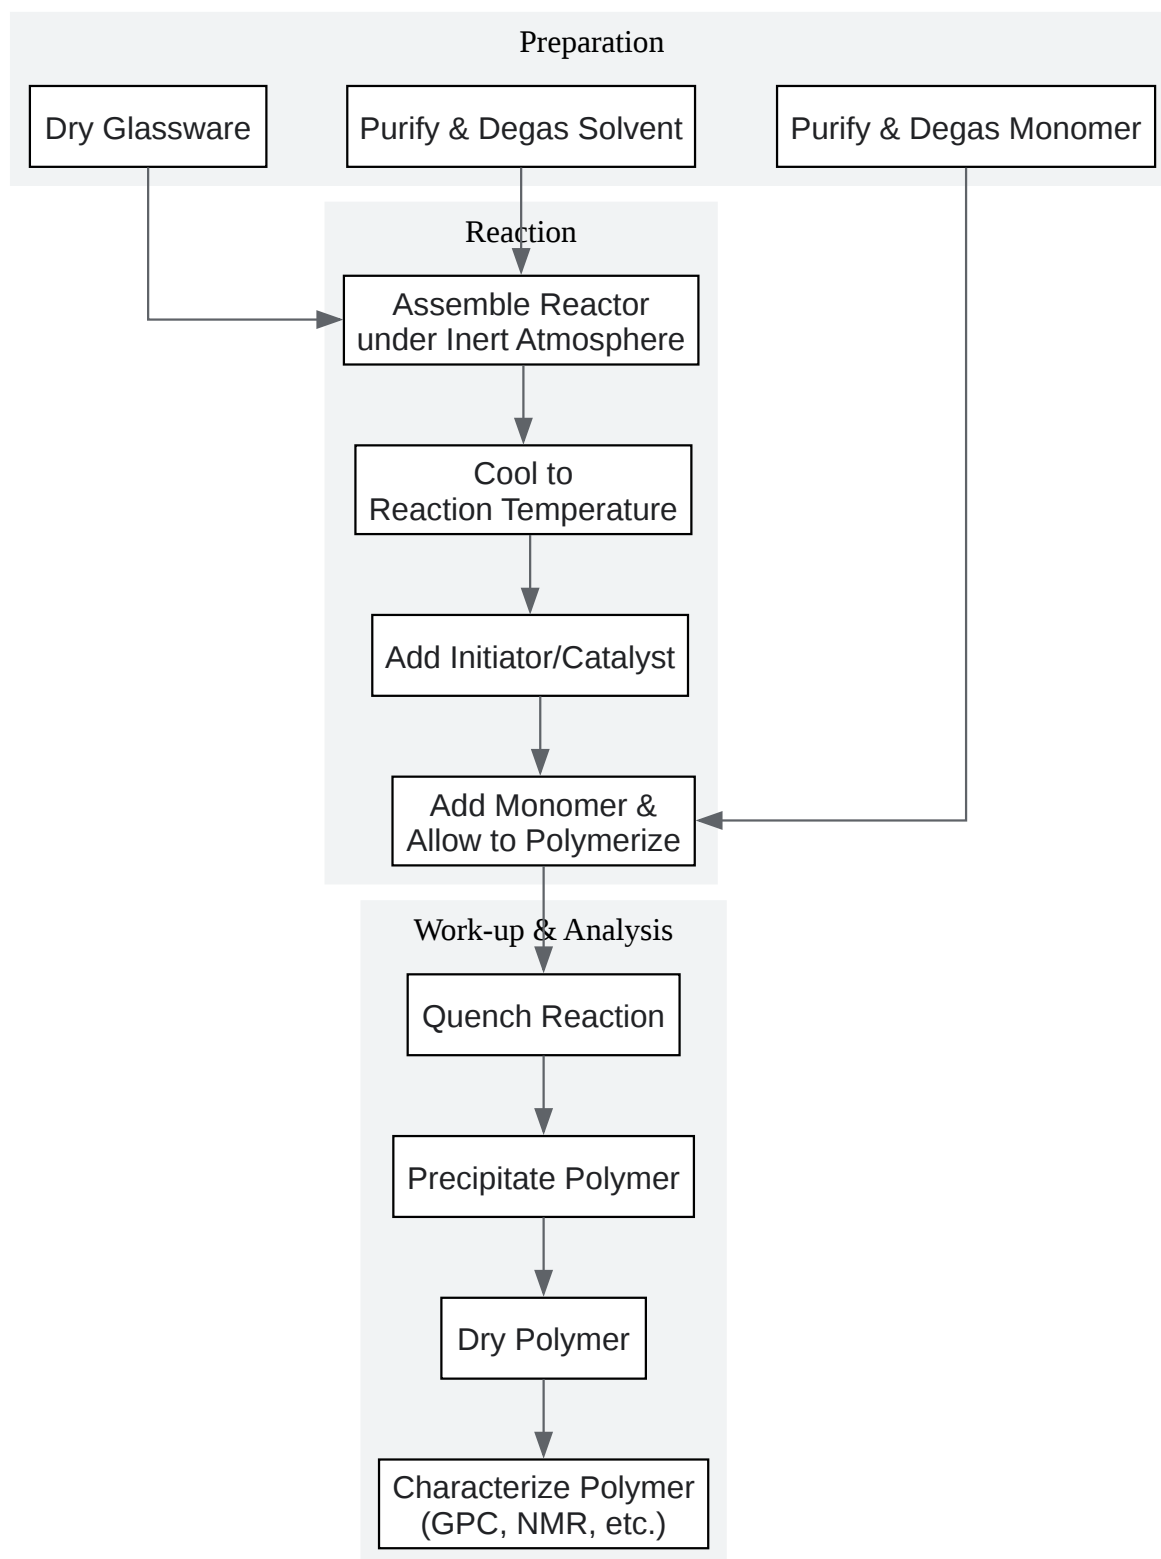 Preparation
Dry Glassware
Purify & Degas Solvent
Purify & Degas Monomer
Reaction
Assemble Reactor
under Inert Atmosphere
Cool to
Reaction Temperature
Add Initiator/Catalyst
Add Monomer &
Allow to Polymerize
Work-up & Analysis
Quench Reaction
Precipitate Polymer
Dry Polymer
Characterize Polymer
(GPC, NMR, etc.)